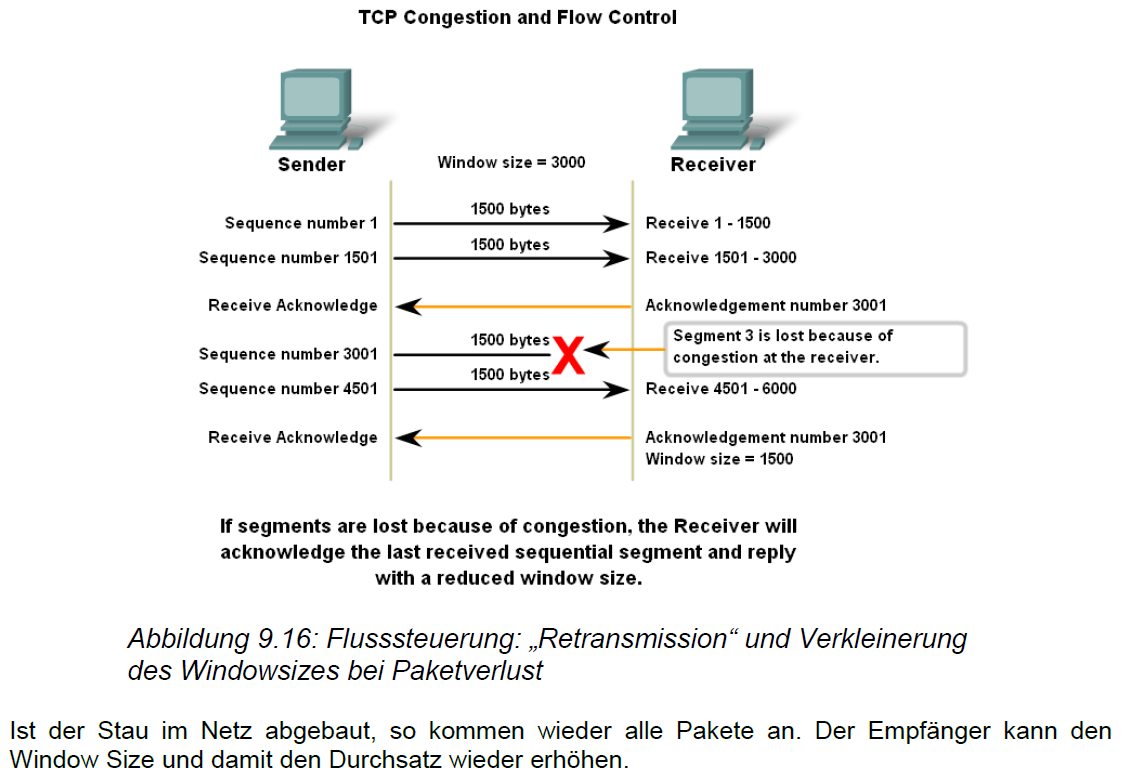 TCP Congestion and Flow Control
Sender
Window size = 3000
Receiver
Sequence number 1
1500 bytes
Receive 1 - 1500
Sequence number 1501
1500 bytes
Receive 1501 - 3000
Receive Acknowledge
Acknowledgement number 3001
Sequence number 3001
1500 bytes
X
Segment 3 is lost because of
congestion at the receiver.
Sequence number 4501
1500 bytes
Receive 4501 - 6000
Receive Acknowledge
Acknowledgement number 3001
Window size = 1500
If segments are lost because of congestion, the Receiver will
acknowledge the last received sequential segment and reply
with a reduced window size.
Abbildung 9.16: Flusssteuerung: „Retransmission“ und Verkleinerung
des Windowsizes bei Paketverlust
Ist der Stau im Netz abgebaut, so kommen wieder alle Pakete an. Der Empfänger kann den
Window Size und damit den Durchsatz wieder erhöhen.